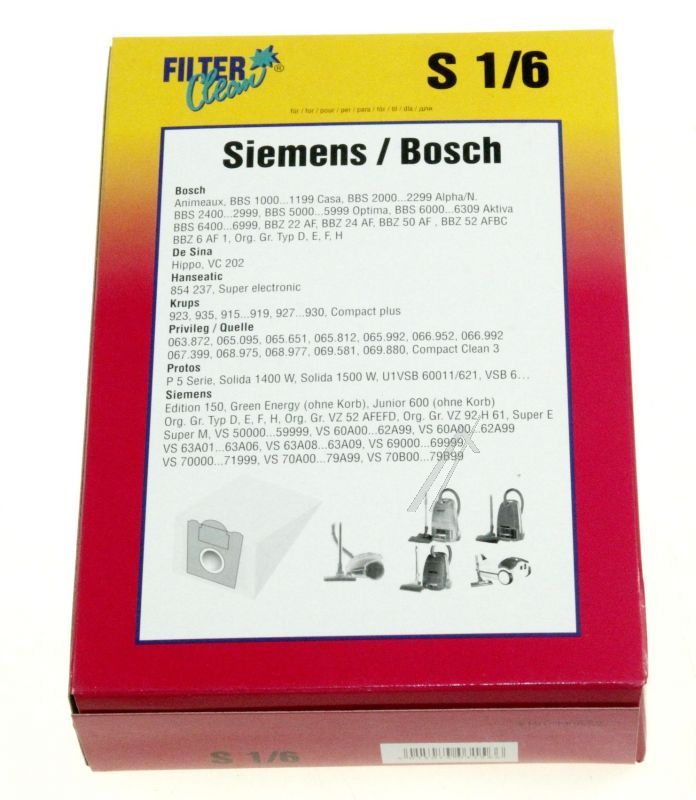 FILTER Clean ®
S 1/6
für / for / pour / per / para / för / til / dla / для
Siemens / Bosch
Bosch
Animeaux, BBS 1000...1199 Casa, BBS 2000...2299 Alpha/N.
BBS 2400...2999, BBS 5000...5999 Optima, BBS 6000...6309 Aktiva
BBS 6400...6999, BBZ 22 AF, BBZ 24 AF, BBZ 50 AF , BBZ 52 AFBC
BBZ 6 AF 1, Org. Gr. Typ D, E, F, H
De Sina
Hippo, VC 202
Hanseatic
854 237, Super electronic
Krups
923, 935, 915...919, 927...930, Compact plus
Privileg / Quelle
063.872, 065.095, 065.651, 065.812, 065.992, 066.952, 066.992
067.399, 068.975, 068.977, 069.581, 069.880, Compact Clean 3
Protos
P 5 Serie, Solida 1400 W, Solida 1500 W, U1VSB 60011/621, VSB 6...
Siemens
Edition 150, Green Energy (ohne Korb), Junior 600 (ohne Korb)
Org. Gr. Typ D, E, F, H, Org. Gr. VZ 52 AFEFD, Org. Gr. VZ 92 H 61, Super E
Super M, VS 50000...59999, VS 60A00...62A99, VS 60A00...62A99
VS 63A01...63A06, VS 63A08...63A09, VS 69000...69999,
VS 70000...71999, VS 70A00...79A99, VS 70B00...79B99
S 1/6